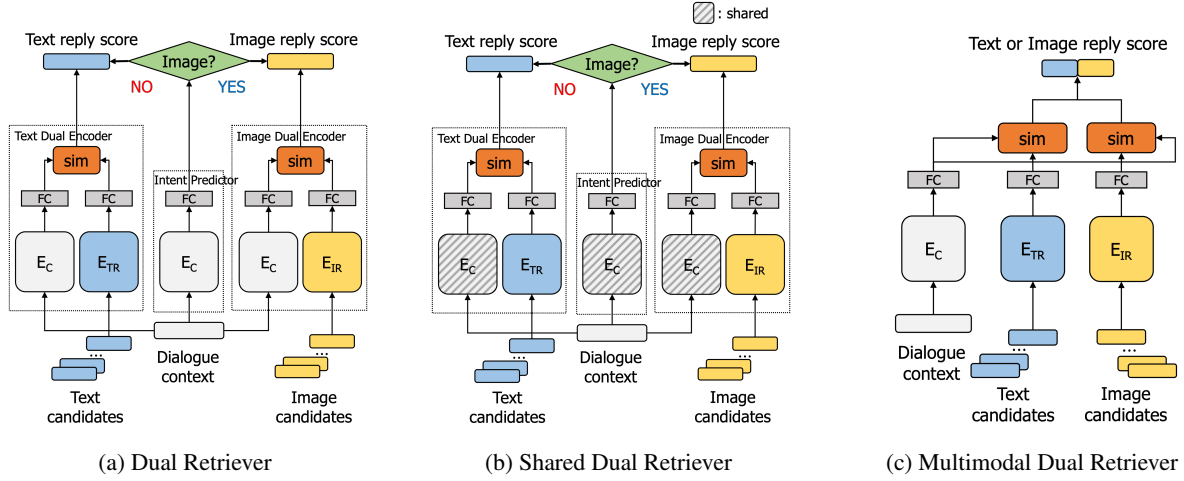 Text reply score
Image reply score
Image?
NO
YES
Text Dual Encoder
Image Dual Encoder
sim
sim
Intent Predictor
FC
FC
FC
FC
FC
E_C
E_TR
E_C
E_C
E_IR
...
...
Dialogue
context
Text
candidates
Image
candidates
(a) Dual Retriever
: shared
Text reply score
Image reply score
Image?
NO
YES
Text Dual Encoder
Image Dual Encoder
sim
sim
Intent Predictor
FC
FC
FC
FC
FC
E_C
E_TR
E_C
E_C
E_IR
...
...
Dialogue
context
Text
candidates
Image
candidates
(b) Shared Dual Retriever
Text or Image reply score
sim
sim
FC
FC
FC
E_C
E_TR
E_IR
...
...
Dialogue
context
Text
candidates
Image
candidates
(c) Multimodal Dual Retriever